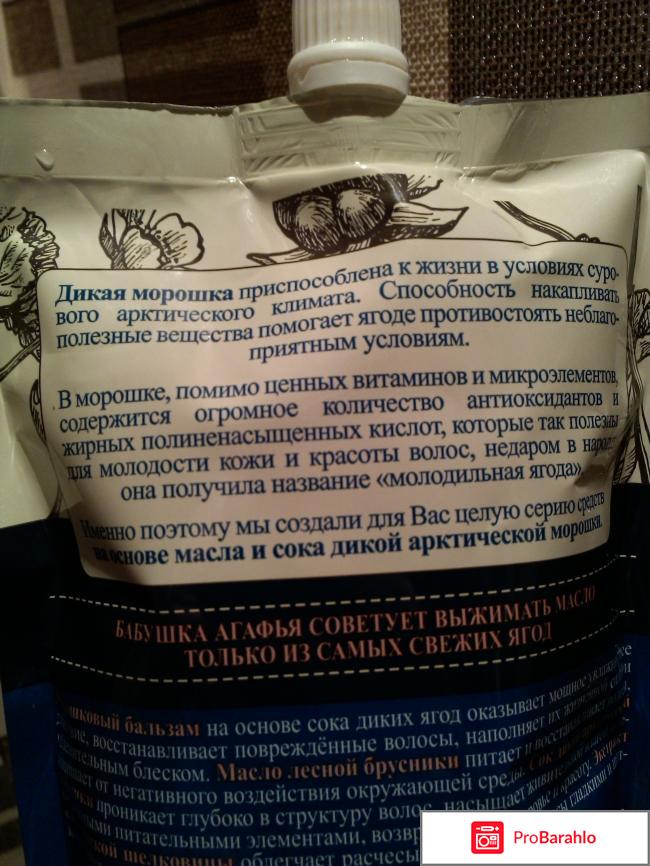 Дикая морошка приспособлена к жизни в условиях суро-
вого арктического климата. Способность накапливать
полезные вещества помогает ягоде противостоять неблаго-
приятным условиям.
В морошке, помимо ценных витаминов и микроэлементов,
содержится огромное количество антиоксидантов и
жирных полиненасыщенных кислот, которые так полезны
для молодости кожи и красоты волос, недаром в народе
она получила название «молодильная ягода».
Именно поэтому мы создали для Вас целую серию средств
на основе масла и сока дикой арктической морошки.
БАБУШКА АГАФЬЯ СОВЕТУЕТ ВЫЖИМАТЬ МАСЛО
ТОЛЬКО ИЗ САМЫХ СВЕЖИХ ЯГОД
бальзам на основе сока диких ягод оказывает мощное
восстанавливает повреждённые волосы, наполняет их
блеском. Масло лесной брусники питает и
от негативного воздействия окружающей среды. Сок
проникает глубоко в структуру волос, насыщает
питательными элементами,
шелковицы облегчает
ProBarahlo